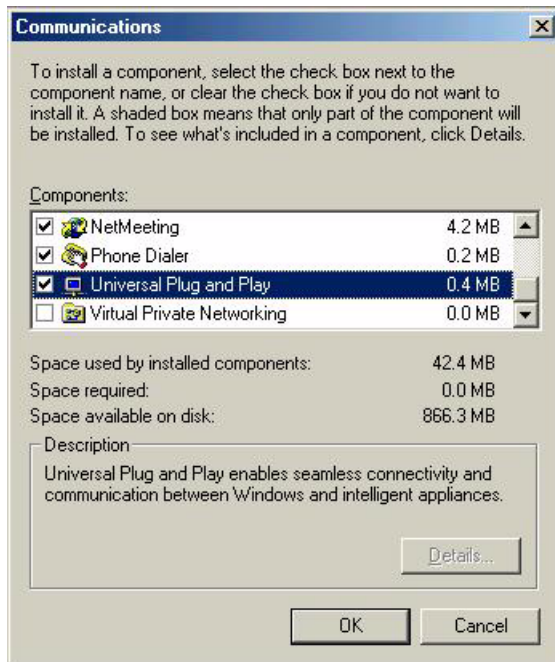 Communications
To install a component, select the check box next to the
component name, or clear the check box if you do not want to
install it. A shaded box means that only part of the component will
be installed. To see what's included in a component, click Details.
Components:
NetMeeting 4.2 MB
Phone Dialer 0.2 MB
Universal Plug and Play 0.4 MB
Virtual Private Networking 0.0 MB
Space used by installed components: 42.4 MB
Space required: 0.0 MB
Space available on disk: 866.3 MB
Description
Universal Plug and Play enables seamless connectivity and
communication between Windows and intelligent appliances.
Details...
OK Cancel